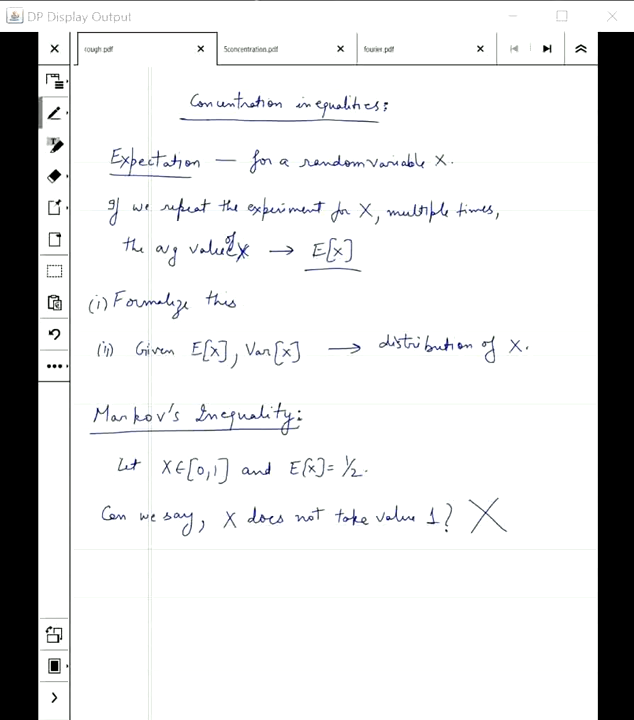 DP Display Output
rough.pdf
5concentration.pdf
fourier.pdf
Concentration inequalities:
Expectation — for a random variable X.
If we repeat the experiment for X, multiple times,
the avg value of X → E[X]
(i) Formalize this
(ii) Given E[X], Var[X] → distribution of X.
Markov's Inequality:
Let X∈[0,1] and E[X]= 1/2.
Can we say, X does not take value 1? X